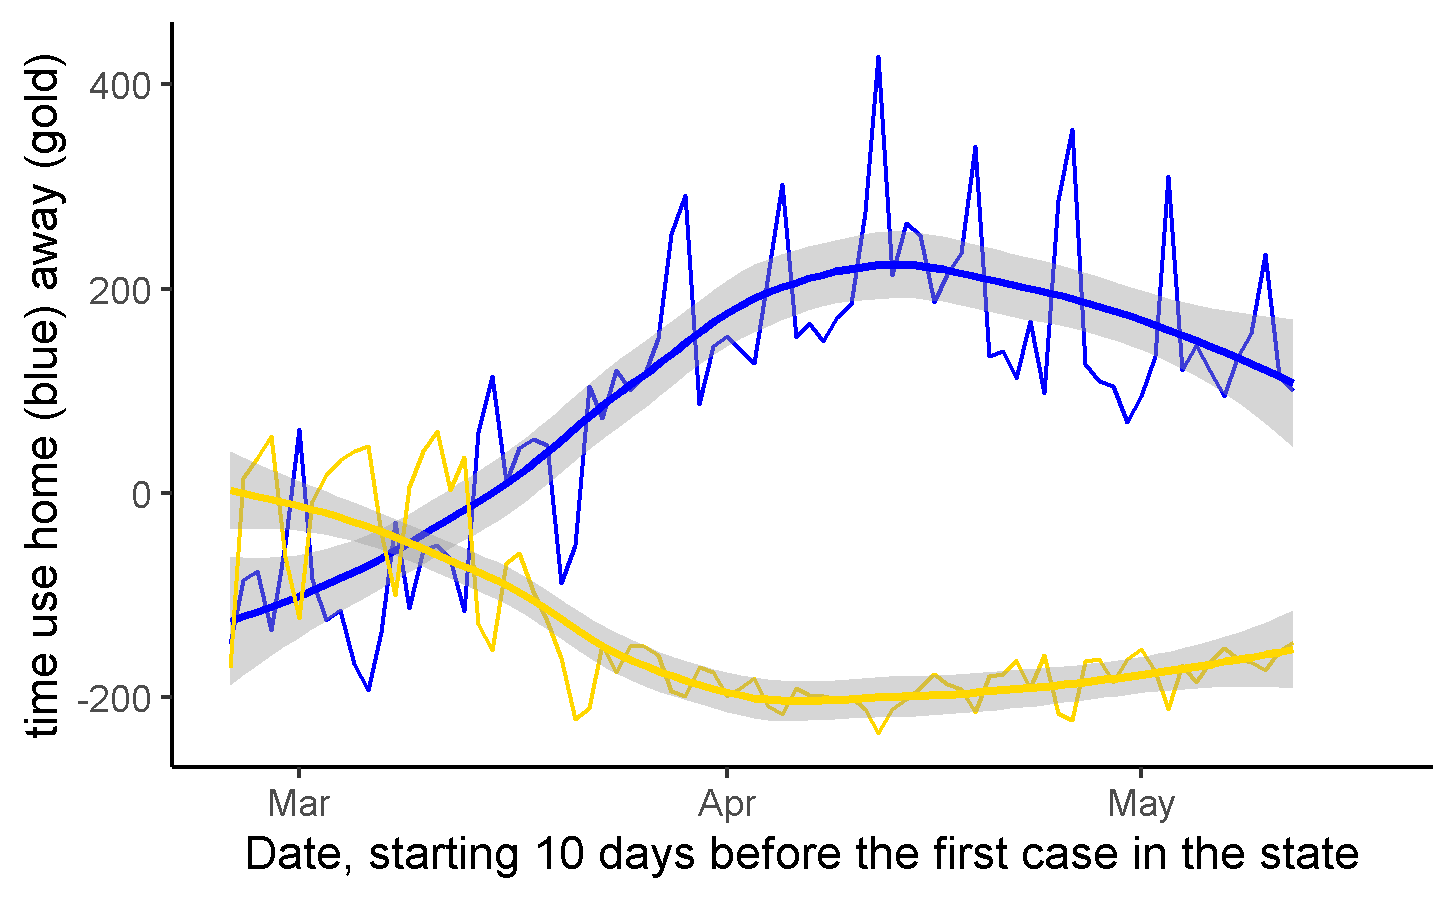 time use home (blue) away (gold)
400
200
0
-200
Mar Apr May
Date, starting 10 days before the first case in the state